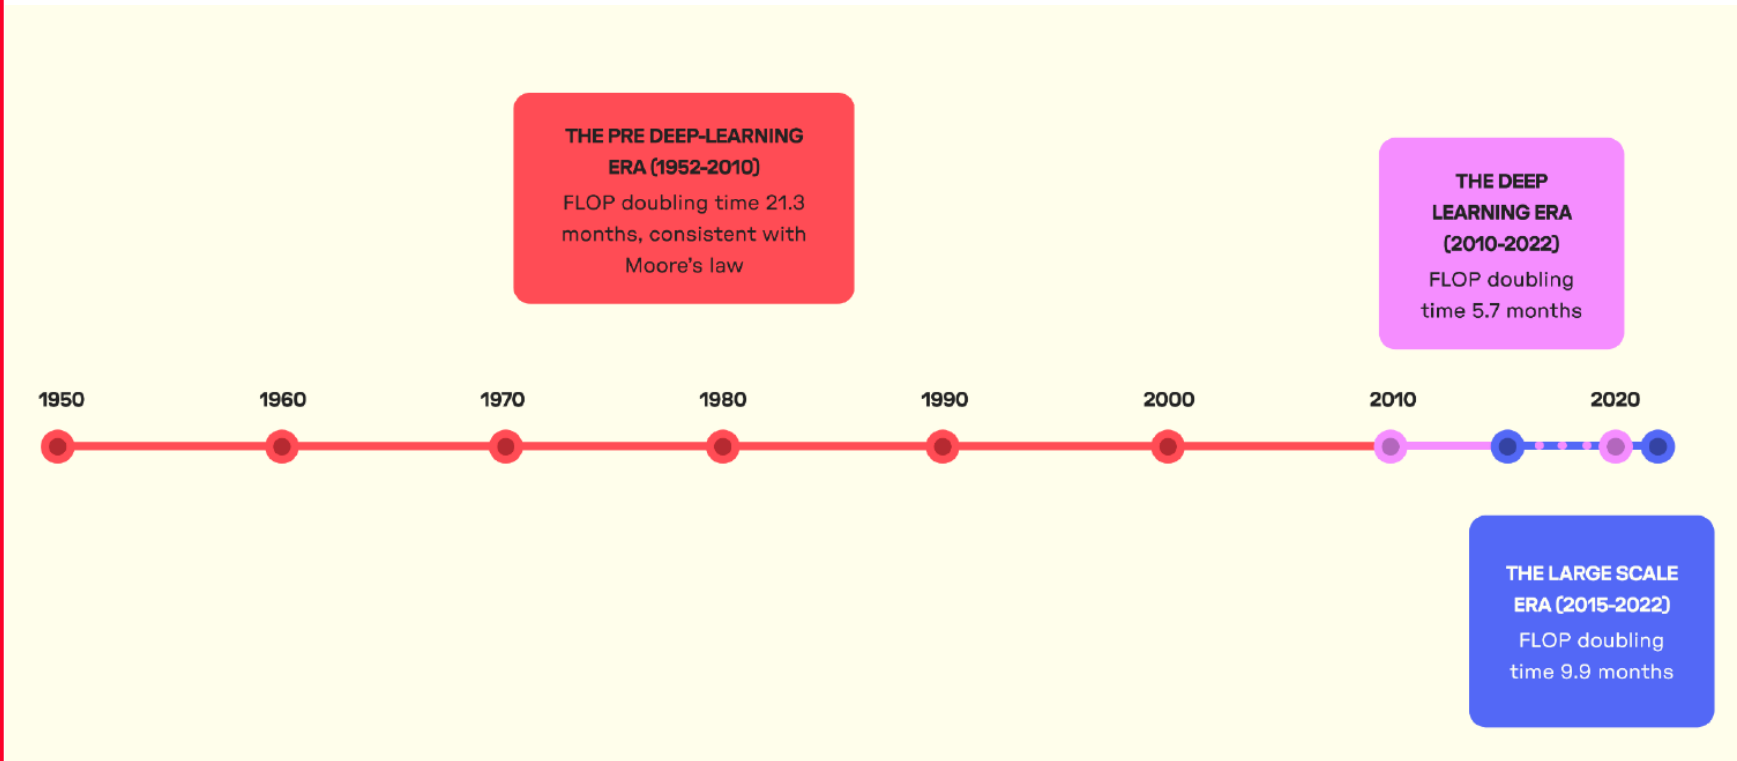 THE PRE DEEP-LEARNING
ERA (1952-2010)
FLOP doubling time 21.3
months, consistent with
Moore's law
THE DEEP
LEARNING ERA
(2010-2022)
FLOP doubling
time 5.7 months
1950
1960
1970
1980
1990
2000
2010
2020
THE LARGE SCALE
ERA (2015-2022)
FLOP doubling
time 9.9 months